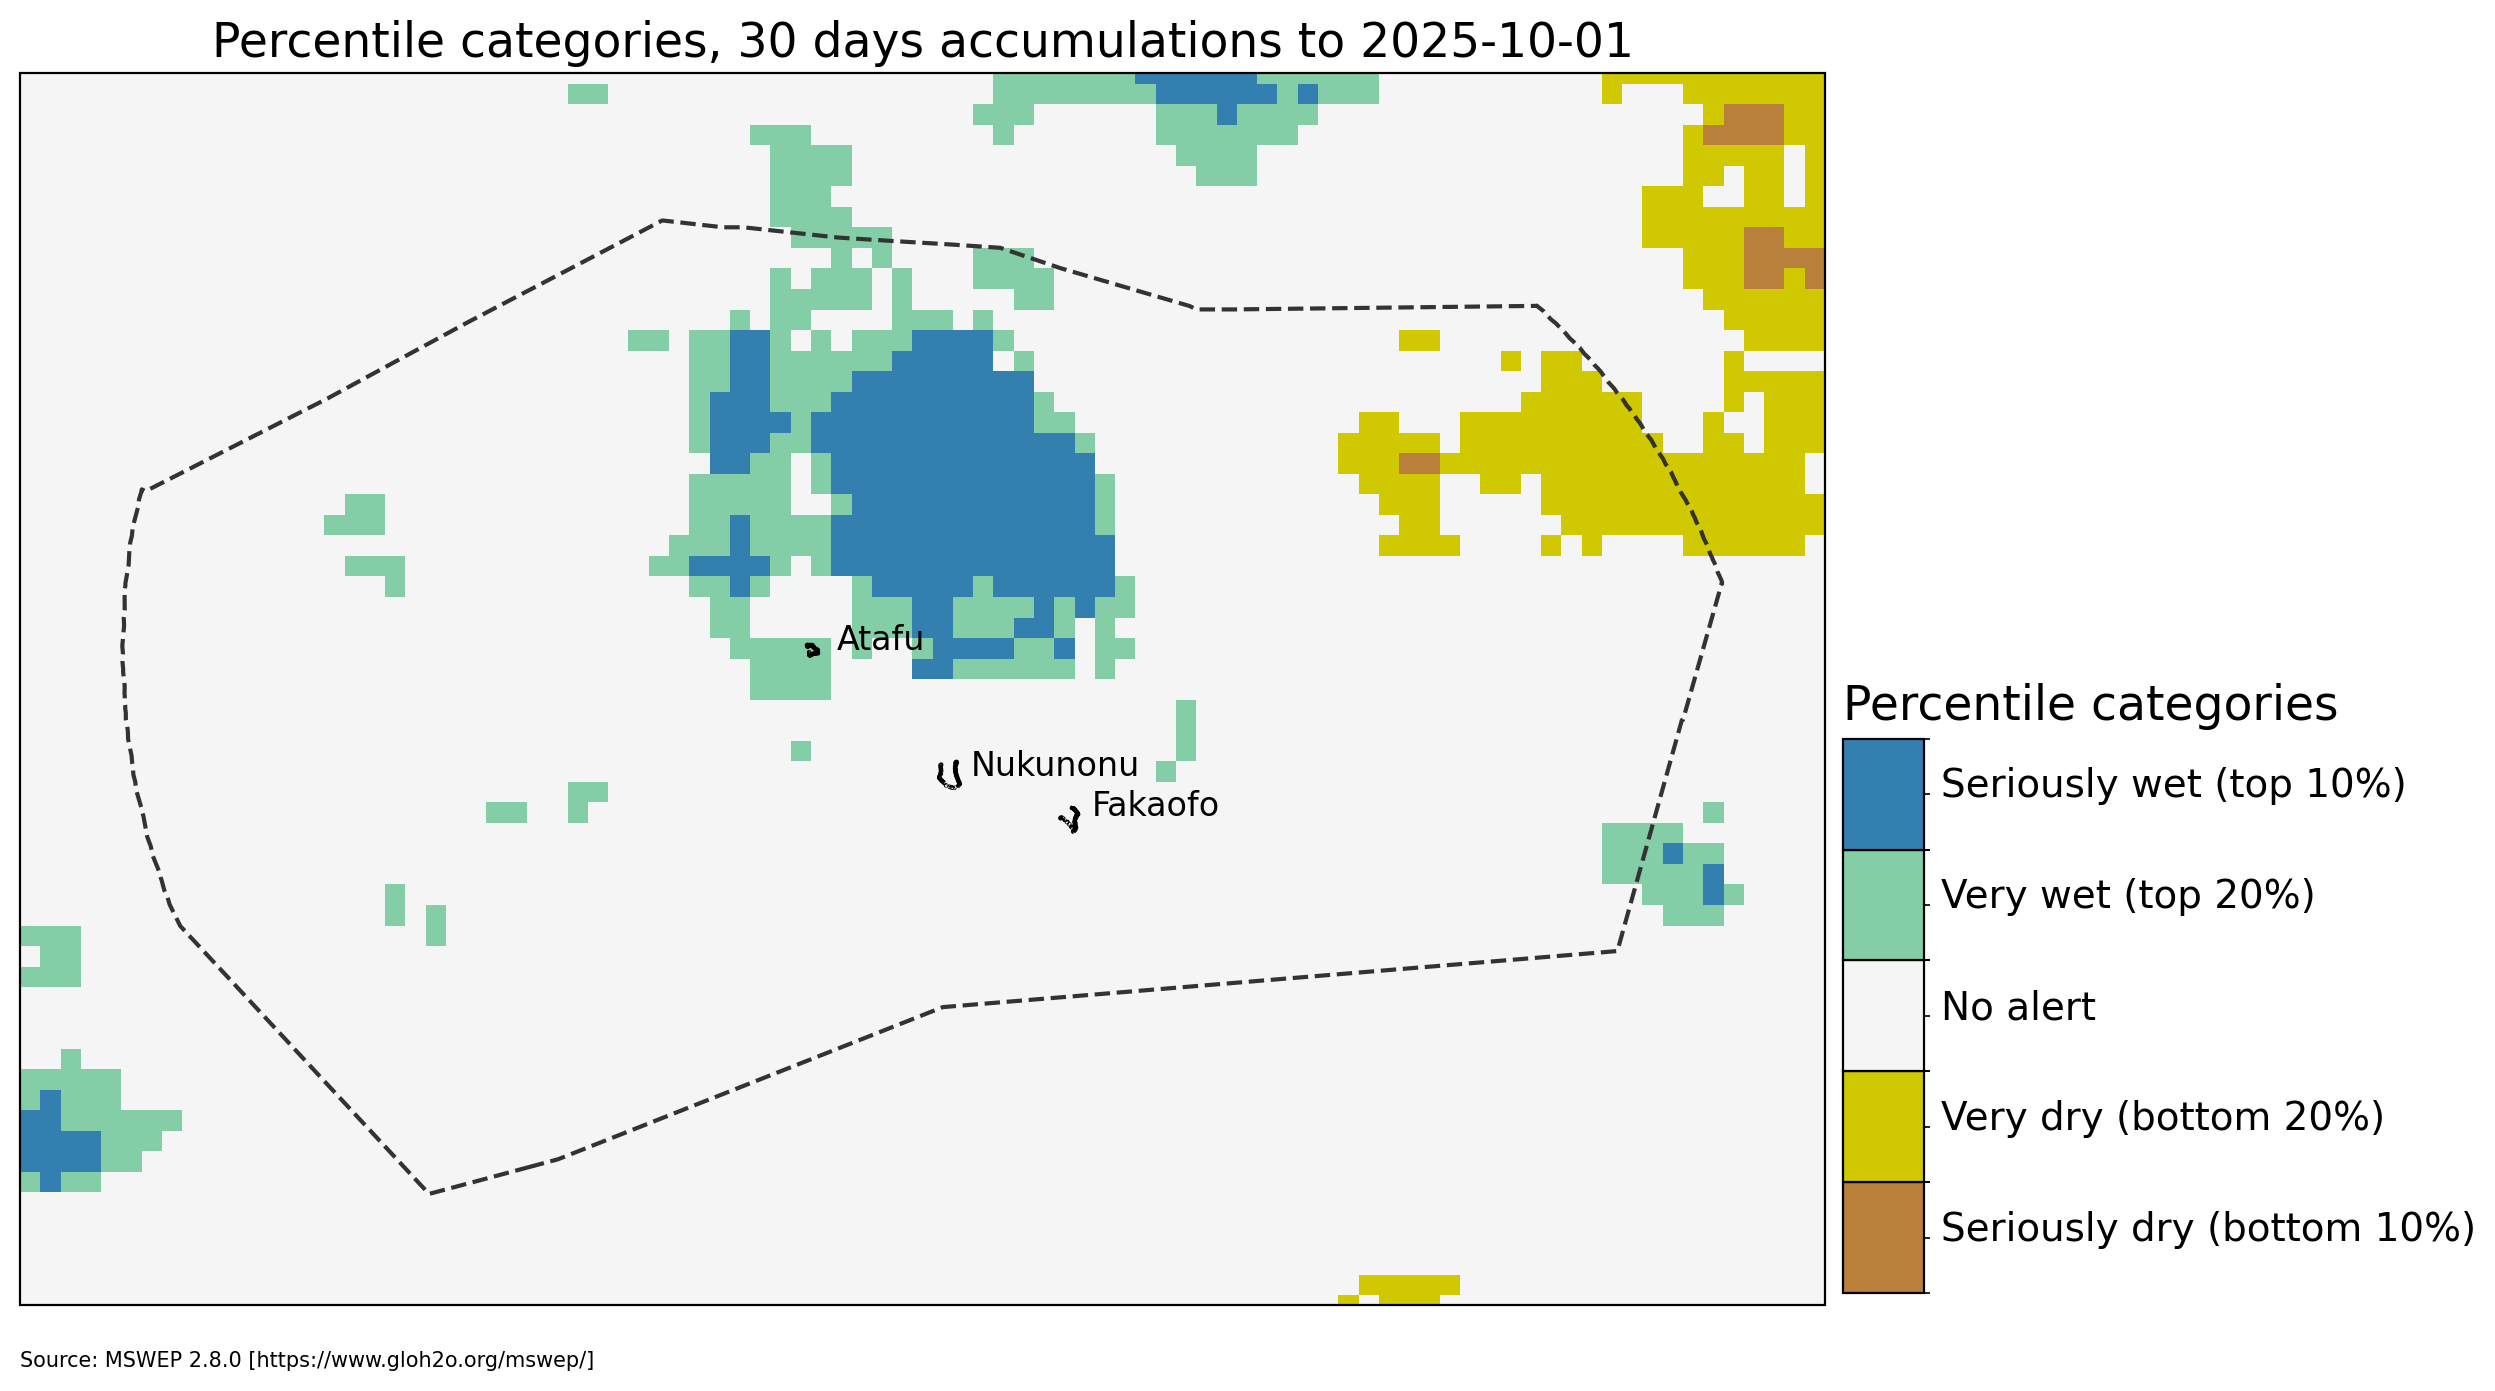 Percentile categories, 30 days accumulations to 2025-10-01
Atafu
Nukunonu
Fakaofo
Percentile categories
Seriously wet (top 10%)
Very wet (top 20%)
No alert
Very dry (bottom 20%)
Seriously dry (bottom 10%)
Source: MSWEP 2.8.0 [https://www.gloh2o.org/mswep/]